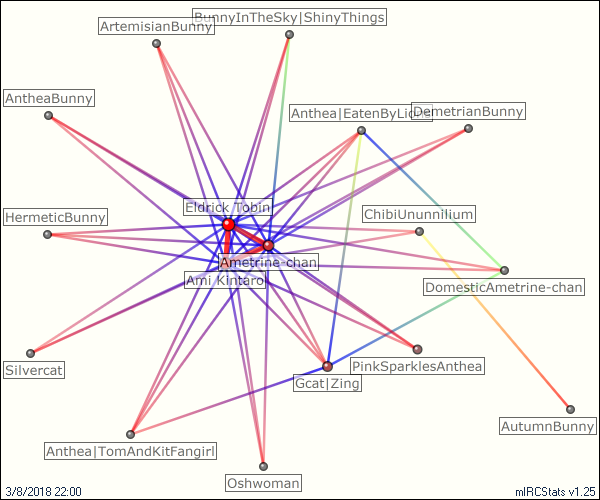 BunnyInTheSky|ShinyThings
ArtemisianBunny
AntheaBunny
Anthea|EatenByLions
DemetrianBunny
Eldrick Tobin
HermeticBunny
ChibiUnunnilium
Ametrine-chan
Ami Kintaro
DomesticAmetrine-chan
Silvercat
PinkSparklesAnthea
Gcat|Zing
AutumnBunny
Anthea|TomAndKitFangirl
Oshwoman
3/8/2018 22:00
mIRCStats v1.25